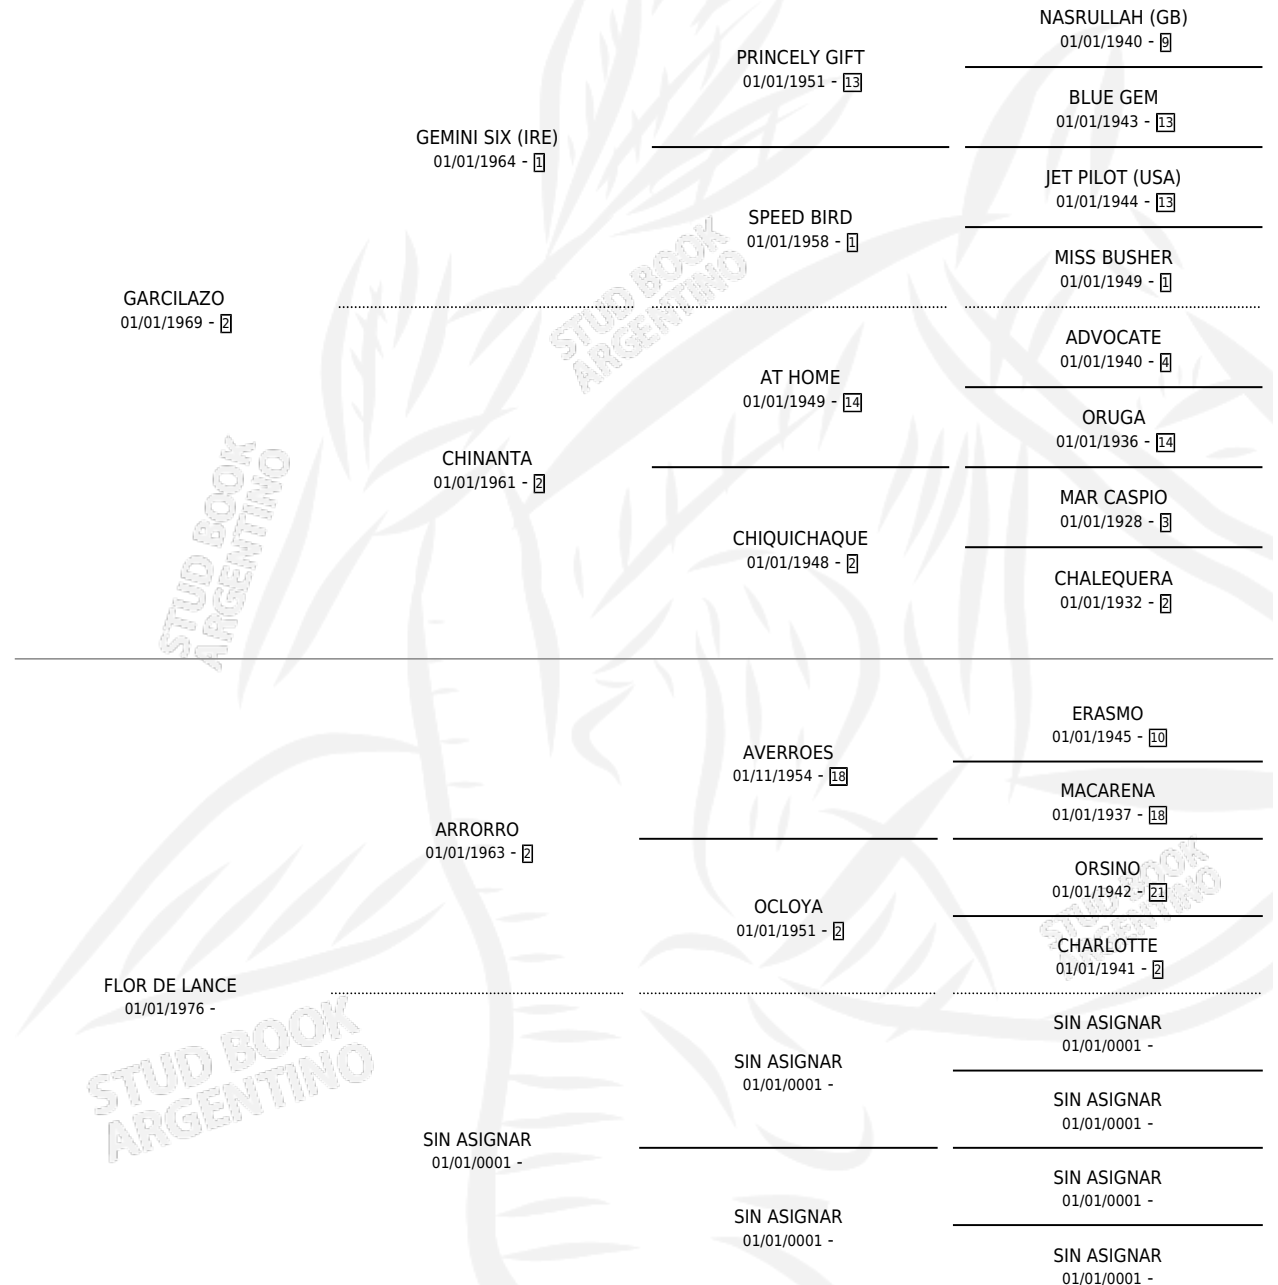 NASRULLAH (GB)
01/01/1940 - 9
PRINCELY GIFT
01/01/1951 - 13
BLUE GEM
01/01/1943 - 13
GEMINI SIX (IRE)
01/01/1964 - 1
JET PILOT (USA)
01/01/1944 - 13
SPEED BIRD
01/01/1958 - 1
MISS BUSHER
01/01/1949 - 1
GARCILAZO
01/01/1969 - 2
ADVOCATE
01/01/1940 - 4
AT HOME
01/01/1949 - 14
ORUGA
01/01/1936 - 14
CHINANTA
01/01/1961 - 2
MAR CASPIO
01/01/1928 - 3
CHIQUICHAQUE
01/01/1948 - 2
CHALEQUERA
01/01/1932 - 2
STUD BOOK
ARGENTINO
STUD BOOK
ARGENTINO
ERASMO
01/01/1945 - 10
AVERROES
01/11/1954 - 18
MACARENA
01/01/1937 - 18
ARRORRO
01/01/1963 - 2
ORSINO
01/01/1942 - 21
OCLOYA
01/01/1951 - 2
CHARLOTTE
01/01/1941 - 2
FLOR DE LANCE
01/01/1976 -
SIN ASIGNAR
01/01/0001 -
SIN ASIGNAR
01/01/0001 -
SIN ASIGNAR
01/01/0001 -
SIN ASIGNAR
01/01/0001 -
SIN ASIGNAR
01/01/0001 -
SIN ASIGNAR
01/01/0001 -
SIN ASIGNAR
01/01/0001 -
STUD BOOK
ARGENTINO
STUD BOOK
ARGENTINO